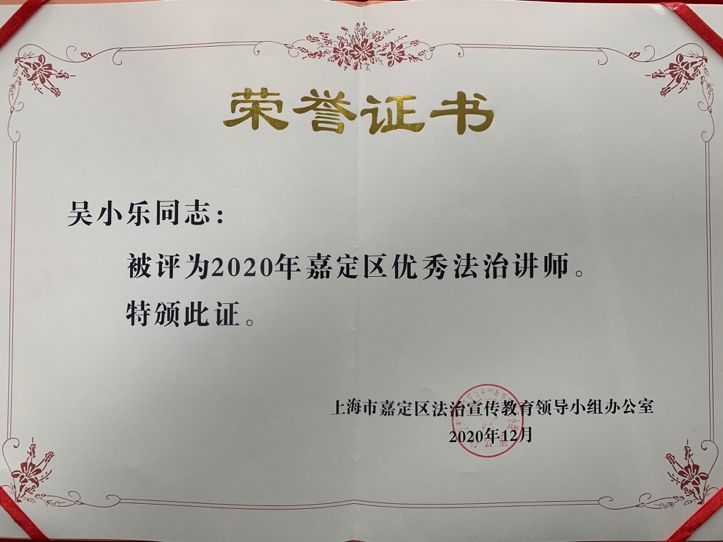 荣誉证书
吴小乐同志：
被评为2020年嘉定区优秀法治讲师。
特颁此证。
上海市嘉定区法治宣传教育领导小组办公室
2020年12月